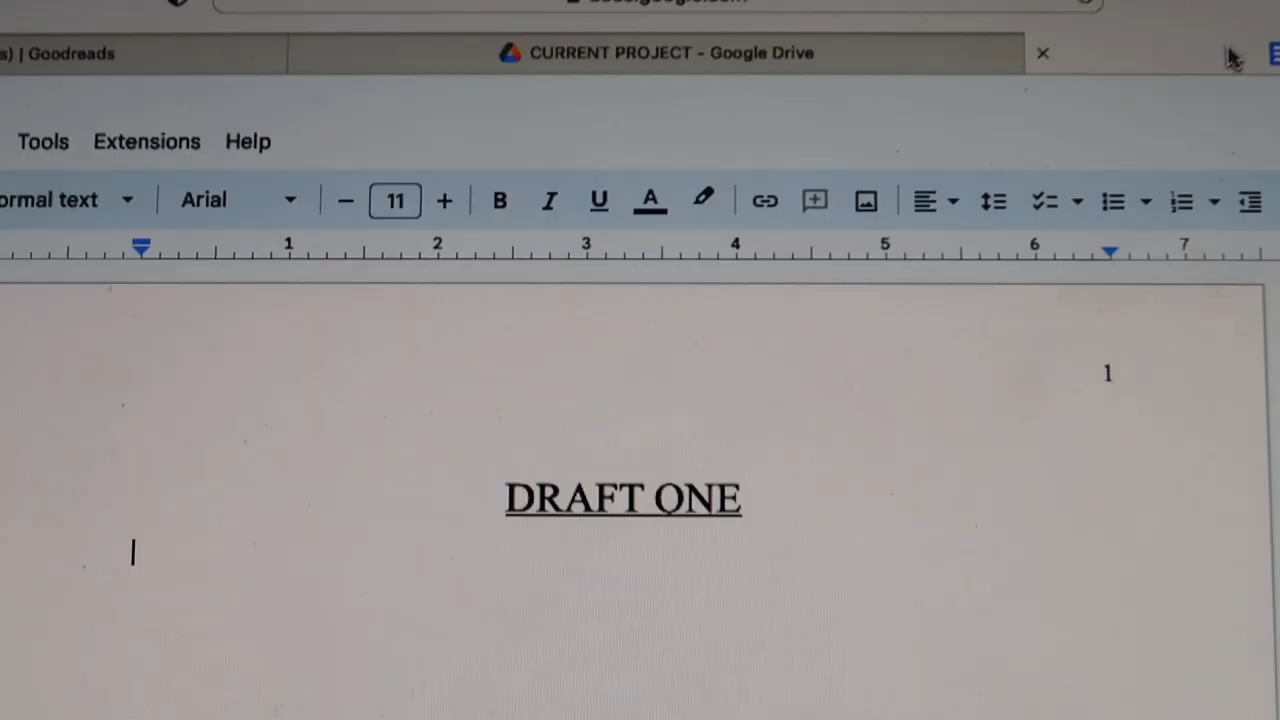 s) | Goodreads
CURRENT PROJECT - Google Drive
Tools Extensions Help
ormal text Arial 11 B I U A
1 2 3 4 5 6 7
1
DRAFT ONE